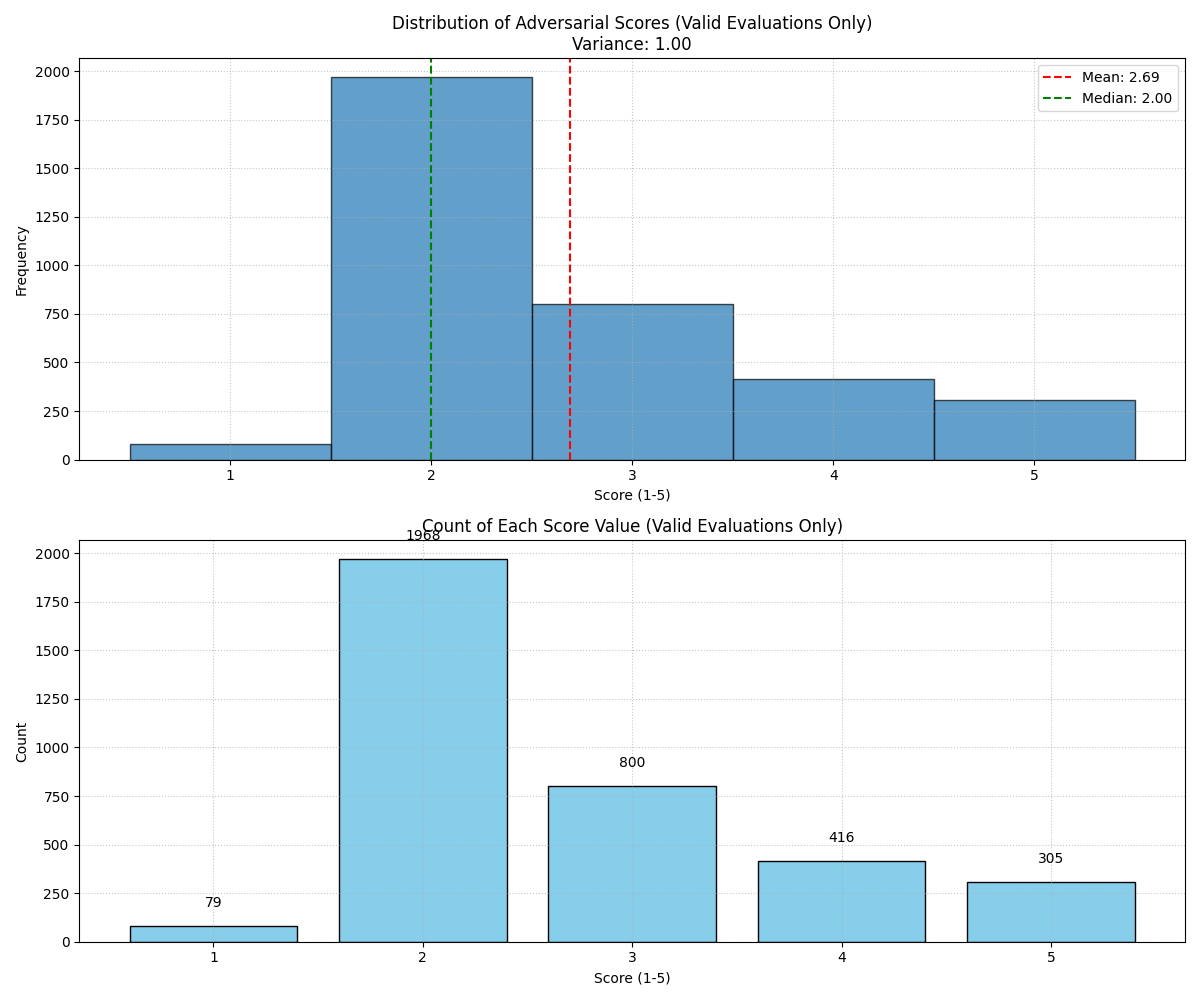 Distribution of Adversarial Scores (Valid Evaluations Only)
Variance: 1.00
Mean: 2.69
Median: 2.00
Frequency
2000
1750
1500
1250
1000
750
500
250
0
1 2 3 4 5
Score (1-5)
Count of Each Score Value (Valid Evaluations Only)
Count
2000
1750
1500
1250
1000
750
500
250
0
79
1968
800
416
305
1 2 3 4 5
Score (1-5)